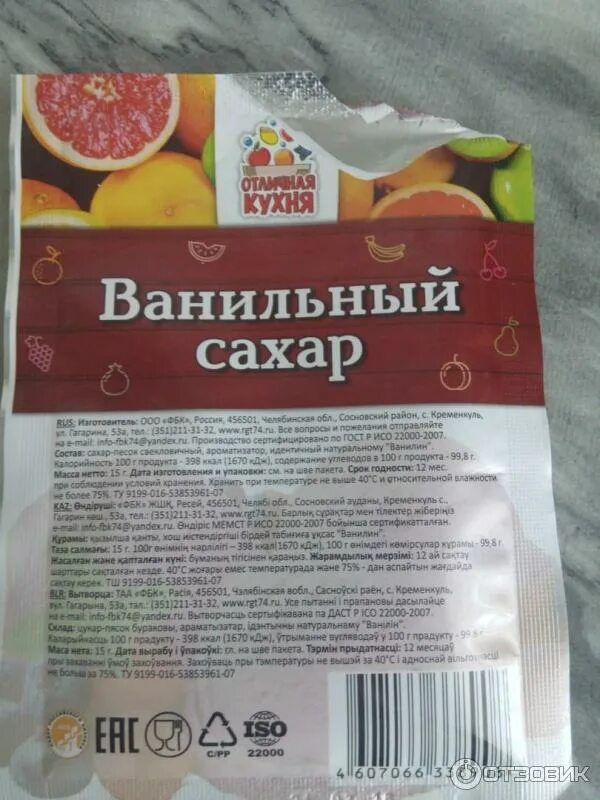 ОТЛИЧНАЯ
КУХНЯ
Ванильный
сахар
RUS: Изготовитель: ООО «ФБК», Россия, 456501, Челябинская обл., Сосновский район, с. Кременкуль,
ул. Гагарина, 53а, тел.: (351)211-31-32, www.rgt74.ru. Все вопросы и пожелания отправляйте
на e-mail: info-fbk74@yandex.ru. Производство сертифицировано по ГОСТ Р ИСО 22000-2007.
Состав: сахар-песок свекловичный, ароматизатор, идентичный натуральному "Ванилин".
Калорийность 100 г продукта - 398 ккал (1670 кДж), содержание углеводов в 100 г продукта - 99,8 г.
Масса нетто: 15 г. Дата изготовления и упаковки: см. на шве пакета. Срок годности: 12 мес.
при соблюдении условий хранения. Хранить при температуре не выше 40°С и относительной влажности
не более 75%. ТУ 9199-016-53853961-07
KAZ: Өндіруші: «ФБК» ЖШҚ, Ресей, 456501, Челябі обл., Сосновский ауданы, Кременкуль с.,
Гагарин көш., 53а, тел.: (351)211-31-32, www.rgt74.ru. Барлық сұрақтар мен тілектер жіберіңіз
e-mail: info-fbk74@yandex.ru. Өндіріс МЕМСТ Р ИСО 22000-2007 бойынша сертификатталған.
Құрамы: қызылша қанты, хош иістендіргіші бірдей табиғига ұқсас "Ванилин".
Таза салмағы: 15 г. 100г өнімнің нәрлілігі – 398 ккал(1670 кДж), 100 г өнімдегі көмірсулар құрамы - 99,8 г.
Жасалған және қапталған күні: буманың тігісінен қараңыз. Жарамдылық мерзімі: 12 ай сақтау
шарттары сақталған кезде. 40°С жоғары емес температурада және 75% - дан аспайтын жағдайда
сақтау керек. ТШ 9199-016-53853961-07
BLR: Вытворца: ТАА «ФБК», Расія, 456501, Чэлябінская вобл., Сасноўскі раён, с. Кременкуль,
вул. Гагарына, 53а, тэл.: (351)211-31-32, www.rgt74.ru. Усе пытанні і прапановы дасылайце
на e-mail: info-fbk74@yandex.ru. Вытворчасць сертыфікавана па ДАСТ Р ІСО 22000-2007.
Склад: цукар-пясок бураковы, араматызатар, ідэнтычны натуральнаму "Ванілін".
Каларыйнасць 100 г прадукту - 398 ккал (1670 кДж), утрыманне вугляводаў у 100 г прадукту - 99,8 г.
Маса нета: 15 г. Дата вырабу і ўпакоўкі: гл. на шве пакета. Тэрмін прыдатнасці: 12 месяцаў
пры захаванні ўмоў захоўвання. Захоўваць пры тэмпературы не вышэй за 40°С і адноснай вільготнасці
не больш за 75%. ТУ 9199-016-53853961-07
EAC
C/PP
ISO
22000
4 607066
ОТЗОВИК